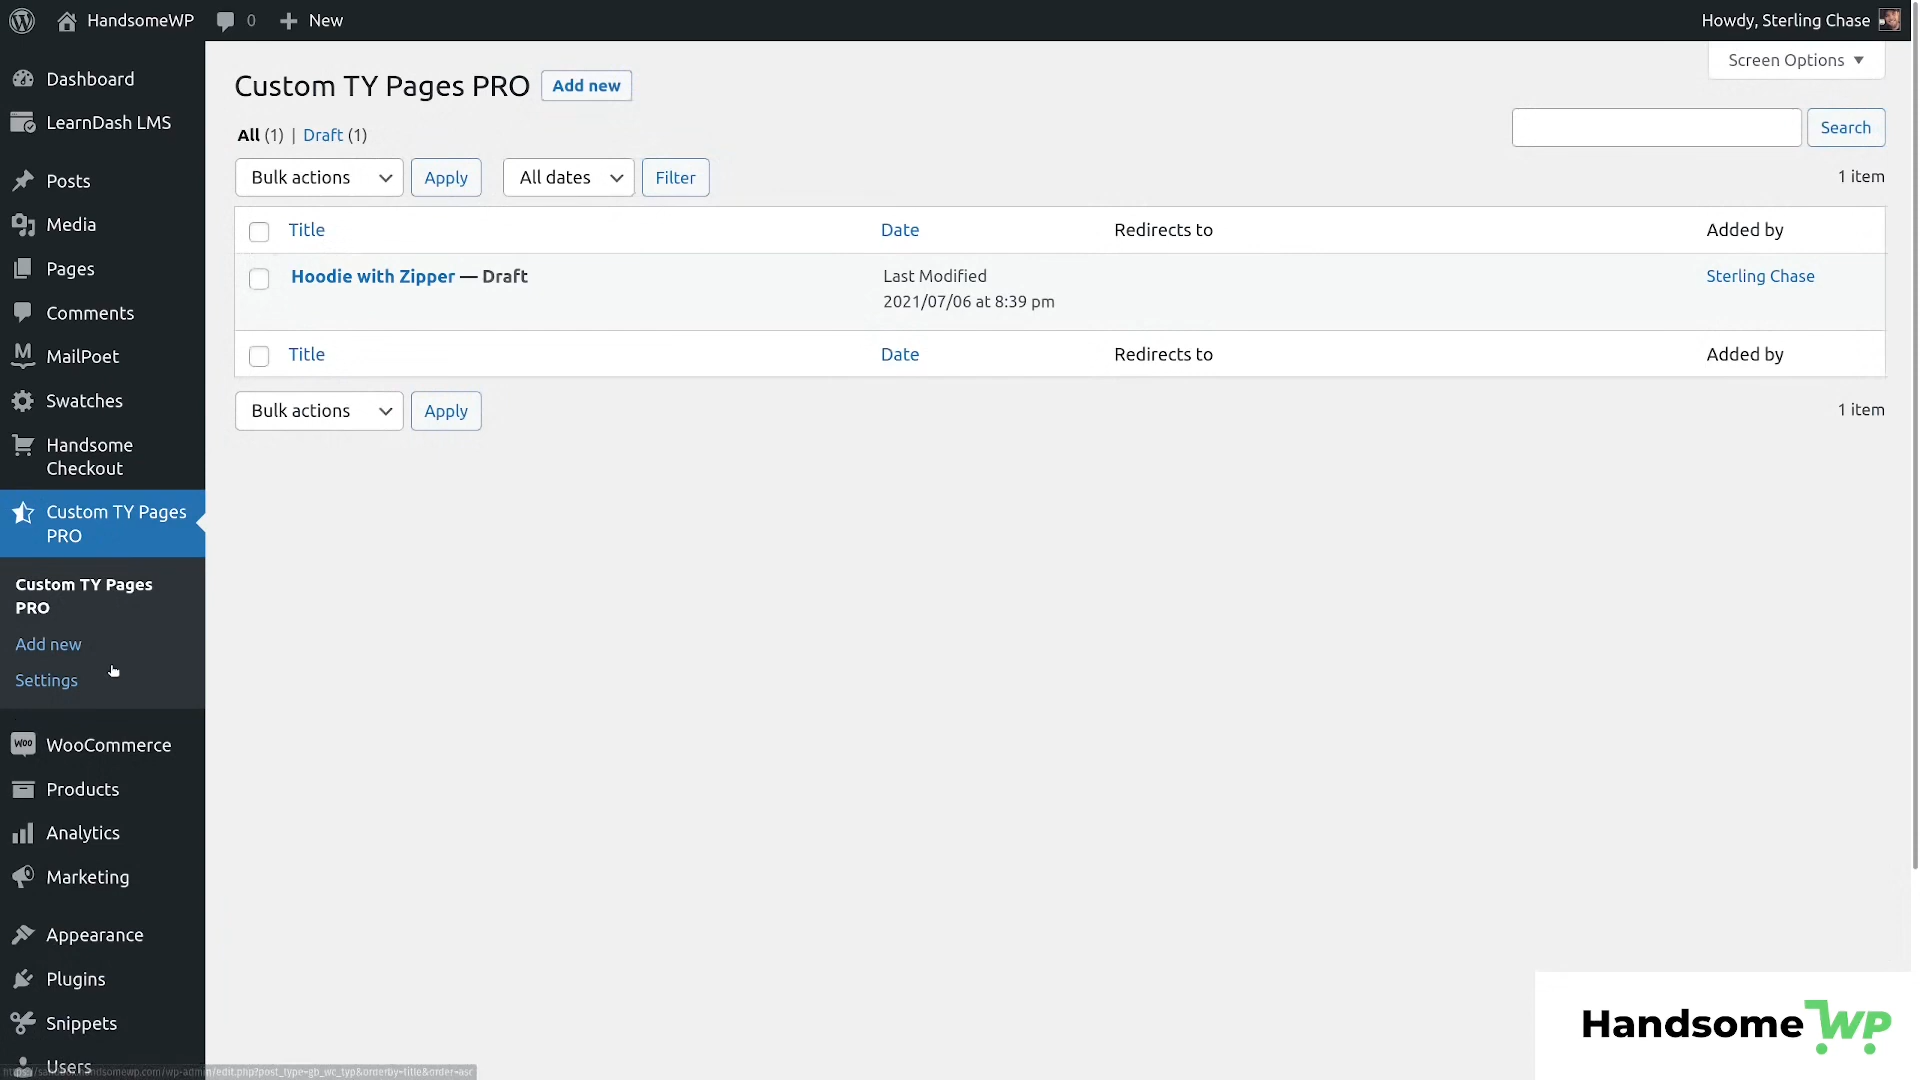 HandsomeWP 0 New Howdy, Sterling Chase
Dashboard
LearnDash LMS
Posts
Media
Pages
Comments
MailPoet
Swatches
Handsome
Checkout
Custom TY Pages
PRO
Custom TY Pages
PRO
Add new
Settings
WooCommerce
Products
Analytics
Marketing
Appearance
Plugins
Snippets
Users
Screen Options
Custom TY Pages PRO Add new
All (1) | Draft (1)
Search
Bulk actions Apply All dates Filter 1 item
Title Date Redirects to Added by
Hoodie with Zipper — Draft Last Modified Sterling Chase
2021/07/06 at 8:39 pm
Title Date Redirects to Added by
Bulk actions Apply 1 item
HandsomeWP